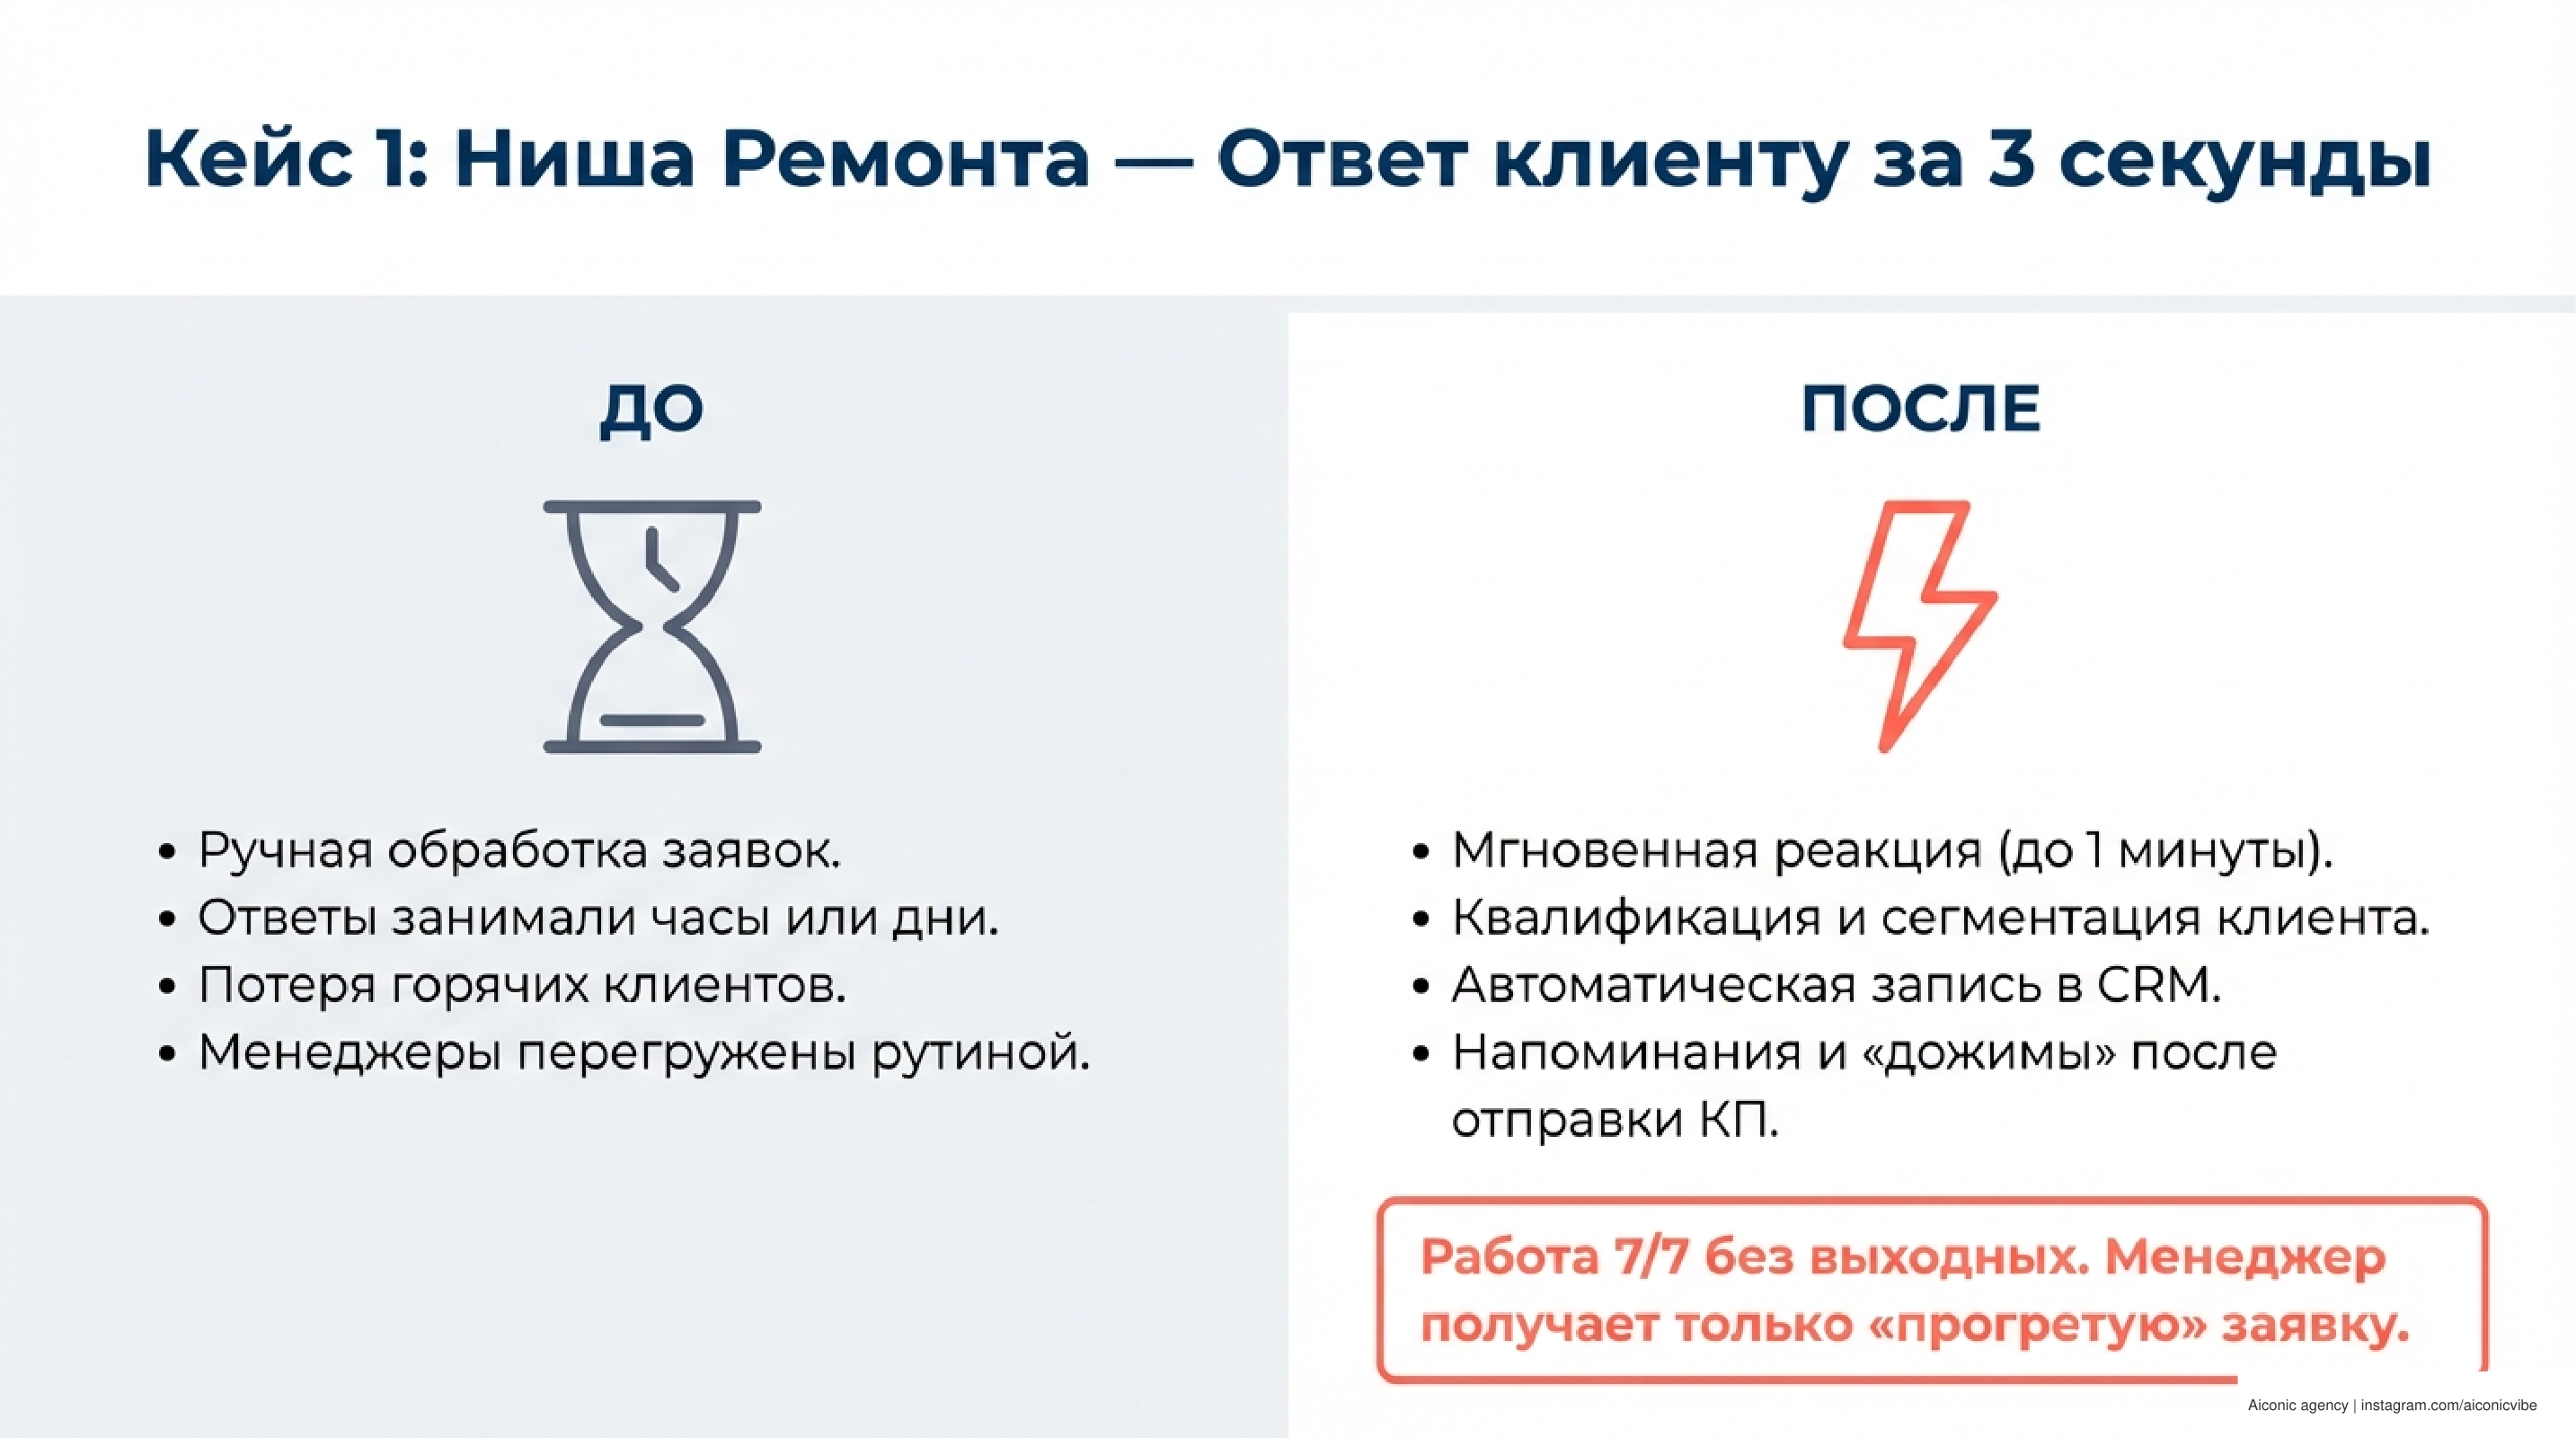 Кейс 1: Ниша Ремонта — Ответ клиенту за 3 секунды
ДО
• Ручная обработка заявок.
• Ответы занимали часы или дни.
• Потеря горячих клиентов.
• Менеджеры перегружены рутиной.
ПОСЛЕ
• Мгновенная реакция (до 1 минуты).
• Квалификация и сегментация клиента.
• Автоматическая запись в CRM.
• Напоминания и «дожимы» после
отправки КП.
Работа 7/7 без выходных. Менеджер
получает только «прогретую» заявку.
Aiconic agency | instagram.com/aiconicvibe